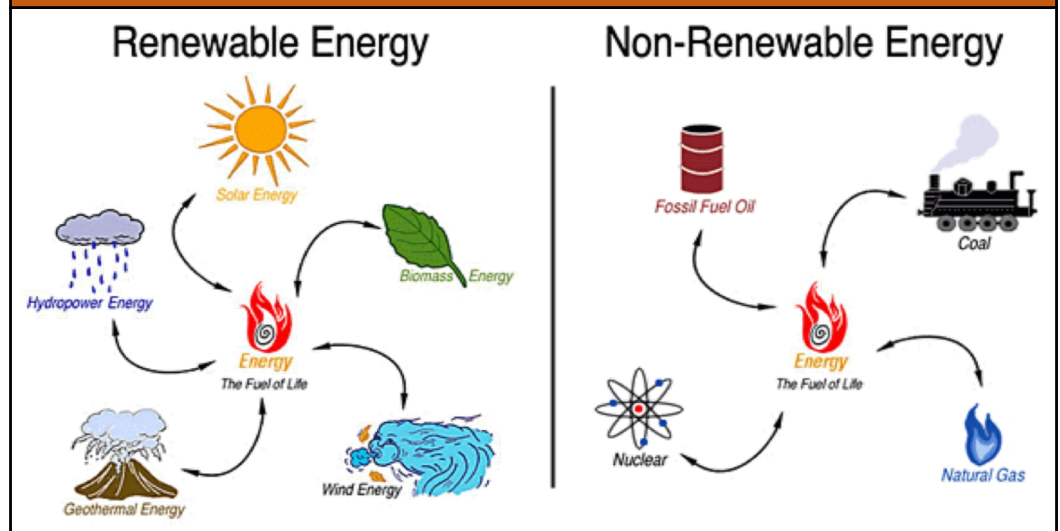 Renewable Energy
Solar Energy
Hydropower Energy
Biomass Energy
Energy
The Fuel of Life
Geothermal Energy
Wind Energy
Non-Renewable Energy
Fossil Fuel Oil
Coal
Energy
The Fuel of Life
Nuclear
Natural Gas